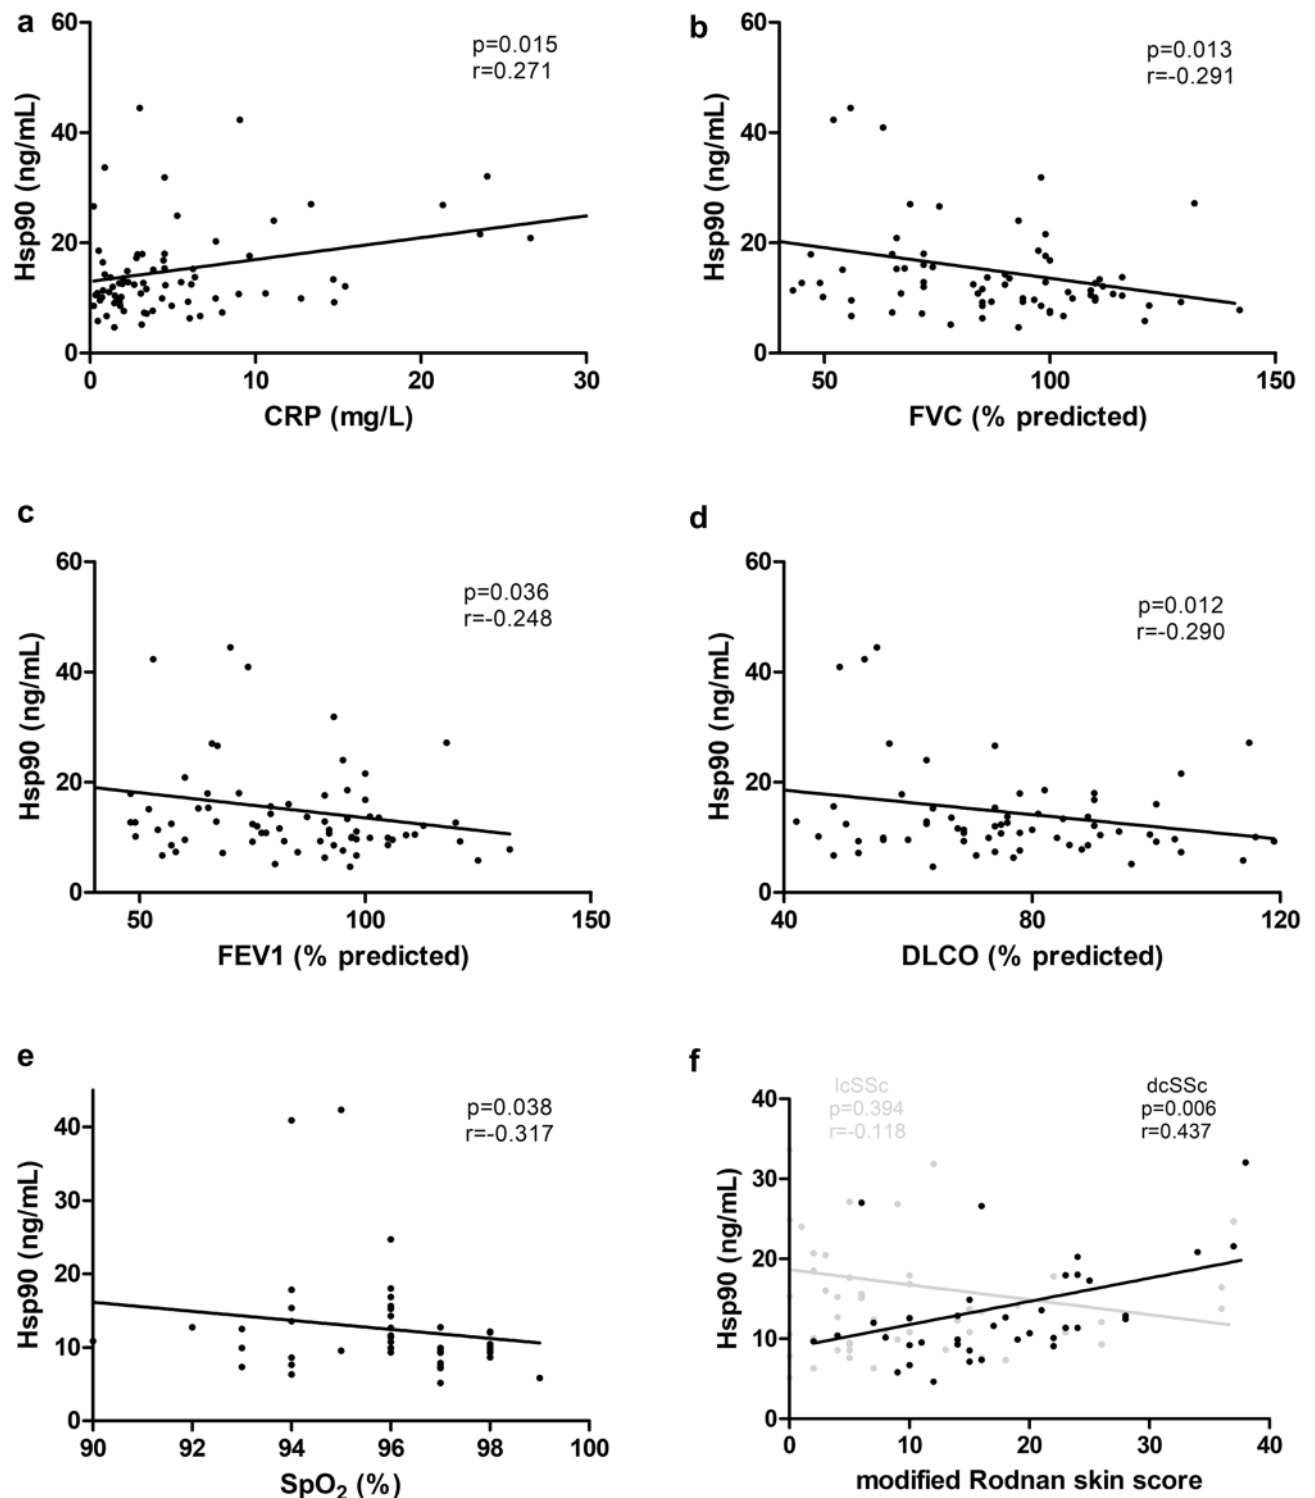 a
60
40
20
0
Hsp90 (ng/mL)
p=0.015
r=0.271
0 10 20 30
CRP (mg/L)
b
60
40
20
0
Hsp90 (ng/mL)
p=0.013
r=-0.291
50 100 150
FVC (% predicted)
c
60
40
20
0
Hsp90 (ng/mL)
p=0.036
r=-0.248
50 100 150
FEV1 (% predicted)
d
60
40
20
0
Hsp90 (ng/mL)
p=0.012
r=-0.290
40 80 120
DLCO (% predicted)
e
40
30
20
10
0
Hsp90 (ng/mL)
p=0.038
r=-0.317
90 92 94 96 98 100
SpO₂ (%)
f
40
30
20
10
0
Hsp90 (ng/mL)
lcSSc
p=0.394
r=-0.118
dcSSc
p=0.006
r=0.437
0 10 20 30 40
modified Rodnan skin score